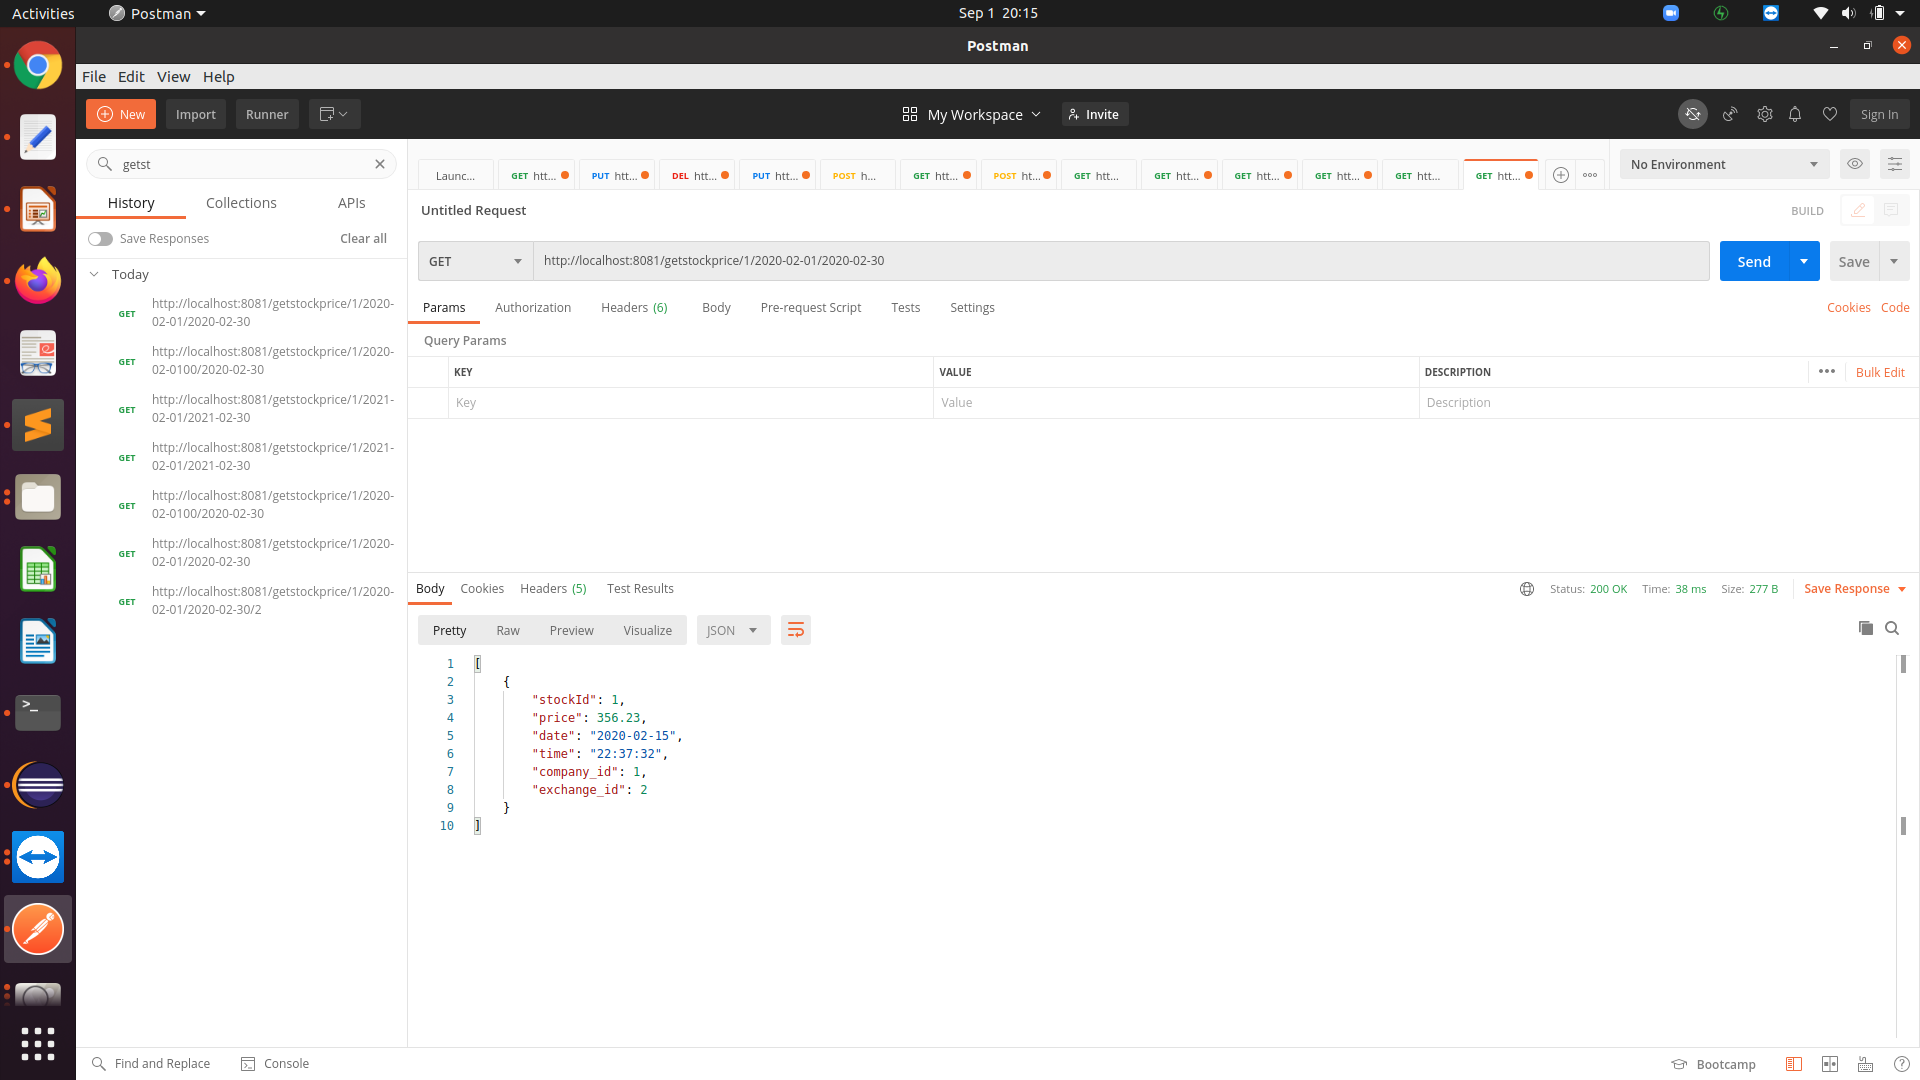 Activities
Postman
Sep 1 20:15
Postman
File Edit View Help
New
Import
Runner
My Workspace
Invite
Sign In
getst
Launc...
GET htt...
PUT htt...
DEL htt...
PUT htt...
POST h...
GET htt...
POST ht...
GET htt...
GET htt...
GET htt...
GET htt...
GET htt...
GET htt...
No Environment
History
Collections
APIs
Save Responses
Clear all
Today
GET http://localhost:8081/getstockprice/1/2020-
02-01/2020-02-30
GET http://localhost:8081/getstockprice/1/2020-
02-0100/2020-02-30
GET http://localhost:8081/getstockprice/1/2021-
02-01/2021-02-30
GET http://localhost:8081/getstockprice/1/2021-
02-01/2021-02-30
GET http://localhost:8081/getstockprice/1/2020-
02-0100/2020-02-30
GET http://localhost:8081/getstockprice/1/2020-
02-01/2020-02-30
GET http://localhost:8081/getstockprice/1/2020-
02-01/2020-02-30/2
Untitled Request
BUILD
GET
http://localhost:8081/getstockprice/1/2020-02-01/2020-02-30
Send
Save
Params
Authorization
Headers (6)
Body
Pre-request Script
Tests
Settings
Cookies
Code
Query Params
KEY
VALUE
DESCRIPTION
Bulk Edit
Key
Value
Description
Body
Cookies
Headers (5)
Test Results
Status: 200 OK
Time: 38 ms
Size: 277 B
Save Response
Pretty
Raw
Preview
Visualize
JSON
1 [
2 {
3 "stockId": 1,
4 "price": 356.23,
5 "date": "2020-02-15",
6 "time": "22:37:32",
7 "company_id": 1,
8 "exchange_id": 2
9 }
10 ]
Find and Replace
Console
Bootcamp